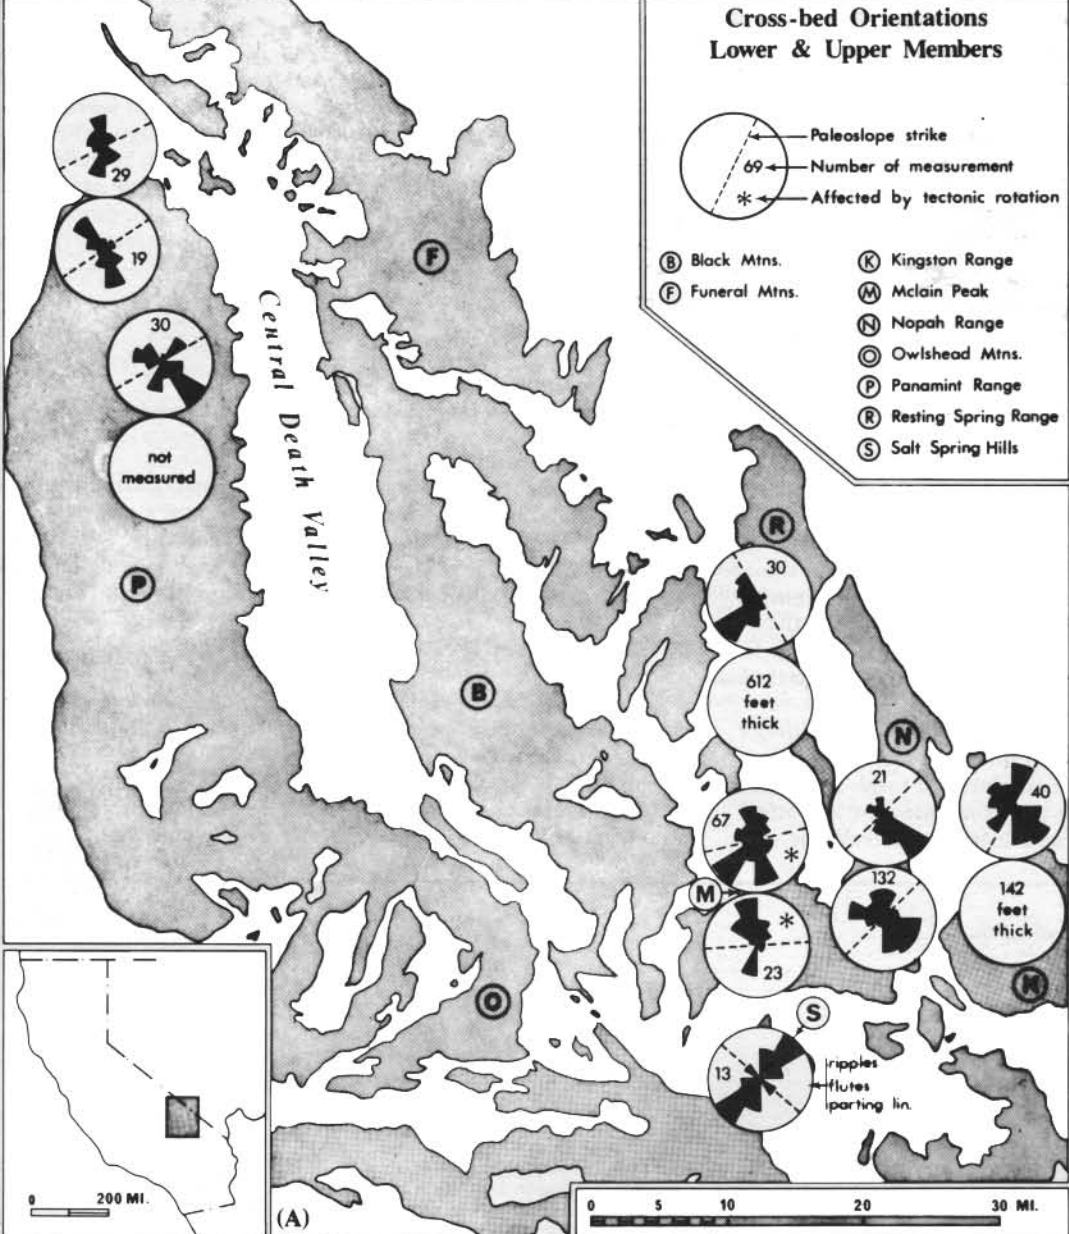 Cross-bed Orientations
Lower & Upper Members
Paleoslope strike
69 Number of measurement
* Affected by tectonic rotation
B Black Mtns.
F Funeral Mtns.
K Kingston Range
M Mclain Peak
N Nopah Range
O Owlshead Mtns.
P Panamint Range
R Resting Spring Range
S Salt Spring Hills
29
19
30
not
measured
Central Death Valley
F
P
B
R
30
612
feet
thick
N
21
40
67
*
M
132
142
feet
thick
*
23
K
O
S
13
ripples
flutes
parting lin.
0 200 MI.
(A)
0 5 10 20 30 MI.